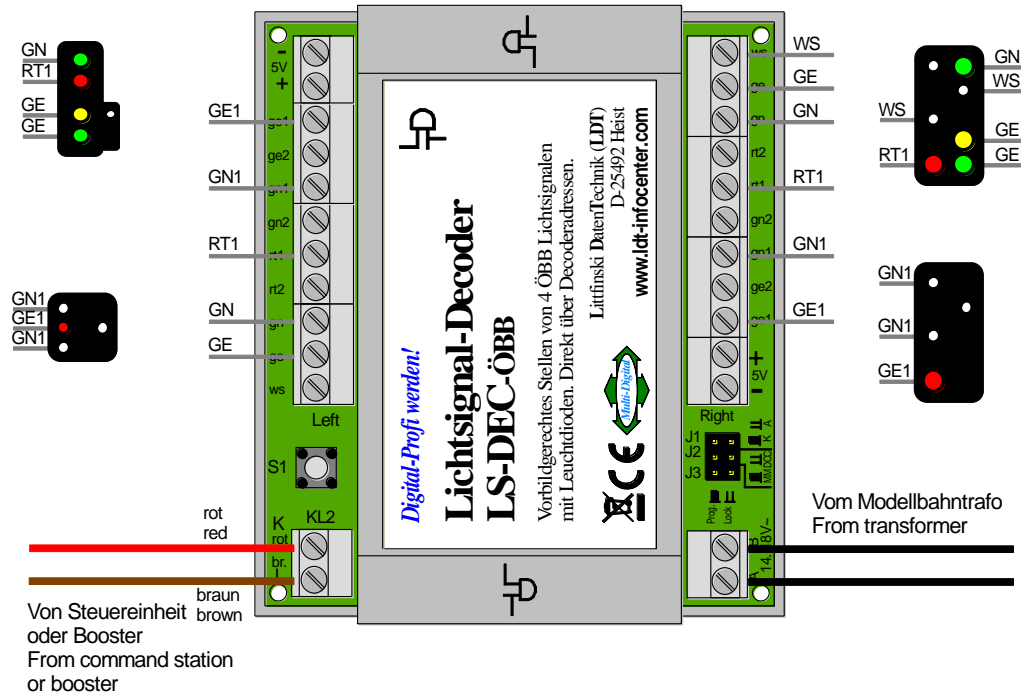 GN
RT1
GE
GE
GN1
GE1
GN1
GE1
GN1
RT1
GN
GE
-
5V
+
ge1
ge2
gn1
gn2
rt1
rt2
gn
ge
ws
Left
S1
K
KL2
rot
br.
rot
red
braun
brown
Von Steuereinheit
oder Booster
From command station
or booster
Digital-Profi werden!
Lichtsignal-Decoder
LS-DEC-ÖBB
Vorbildgerechtes Stellen von 4 ÖBB Lichtsignalen
mit Leuchtdioden. Direkt über Decoderadressen.
Littfinski DatenTechnik (LDT)
D-25492 Heist
www.ldt-infocenter.com
Multi-Digital
CE
ws
ge
gn
rt2
rt1
gn2
gn1
ge2
ge1
+
5V
-
Right
J1
J2
J3
K A
MM DCC
Prog.
Lock
B
14..18V~
A
WS
GE
GN
RT1
GN1
GE1
Vom Modellbahntrafo
From transformer
GN
WS
WS
GE
RT1
GE
GN1
GN1
GE1